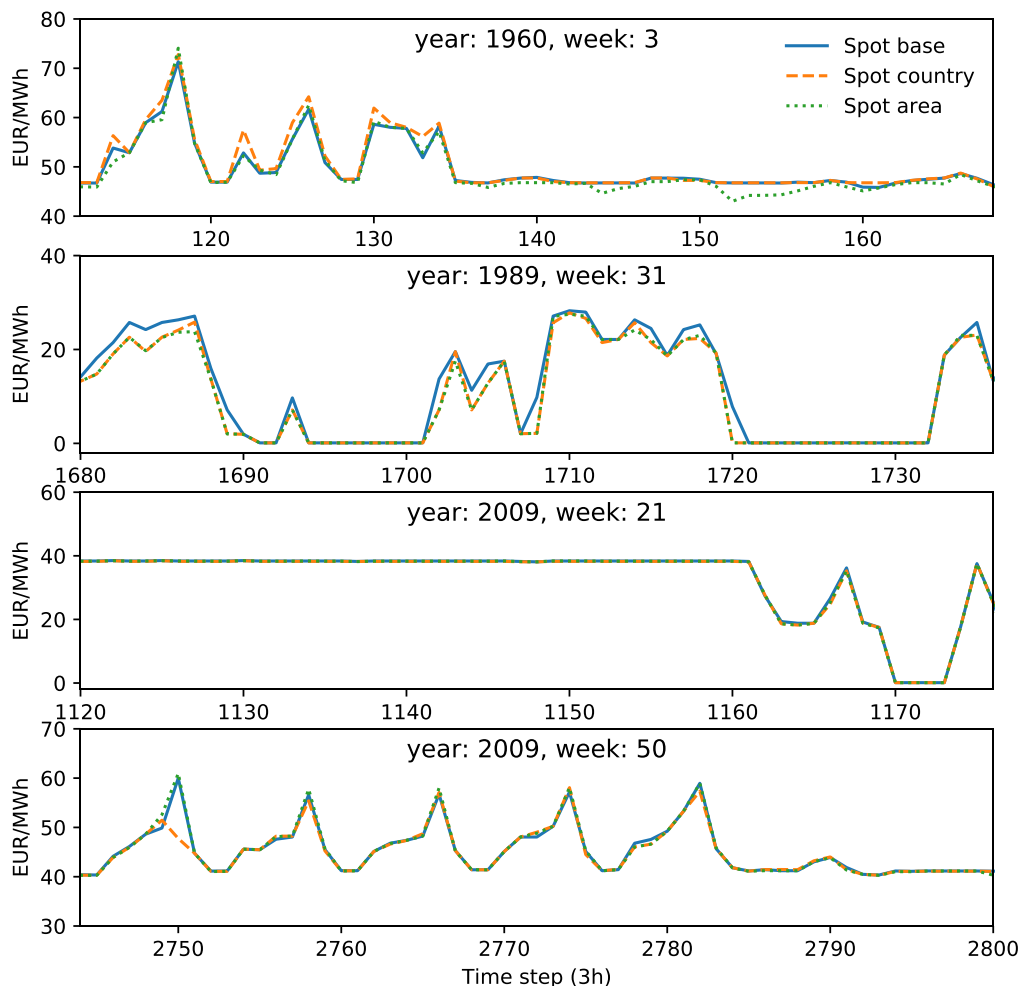 year: 1960, week: 3
Spot base
Spot country
Spot area
EUR/MWh
80
70
60
50
40
120 130 140 150 160
year: 1989, week: 31
EUR/MWh
40
20
0
1680 1690 1700 1710 1720 1730
year: 2009, week: 21
EUR/MWh
60
40
20
0
1120 1130 1140 1150 1160 1170
year: 2009, week: 50
EUR/MWh
70
60
50
40
30
2750 2760 2770 2780 2790 2800
Time step (3h)